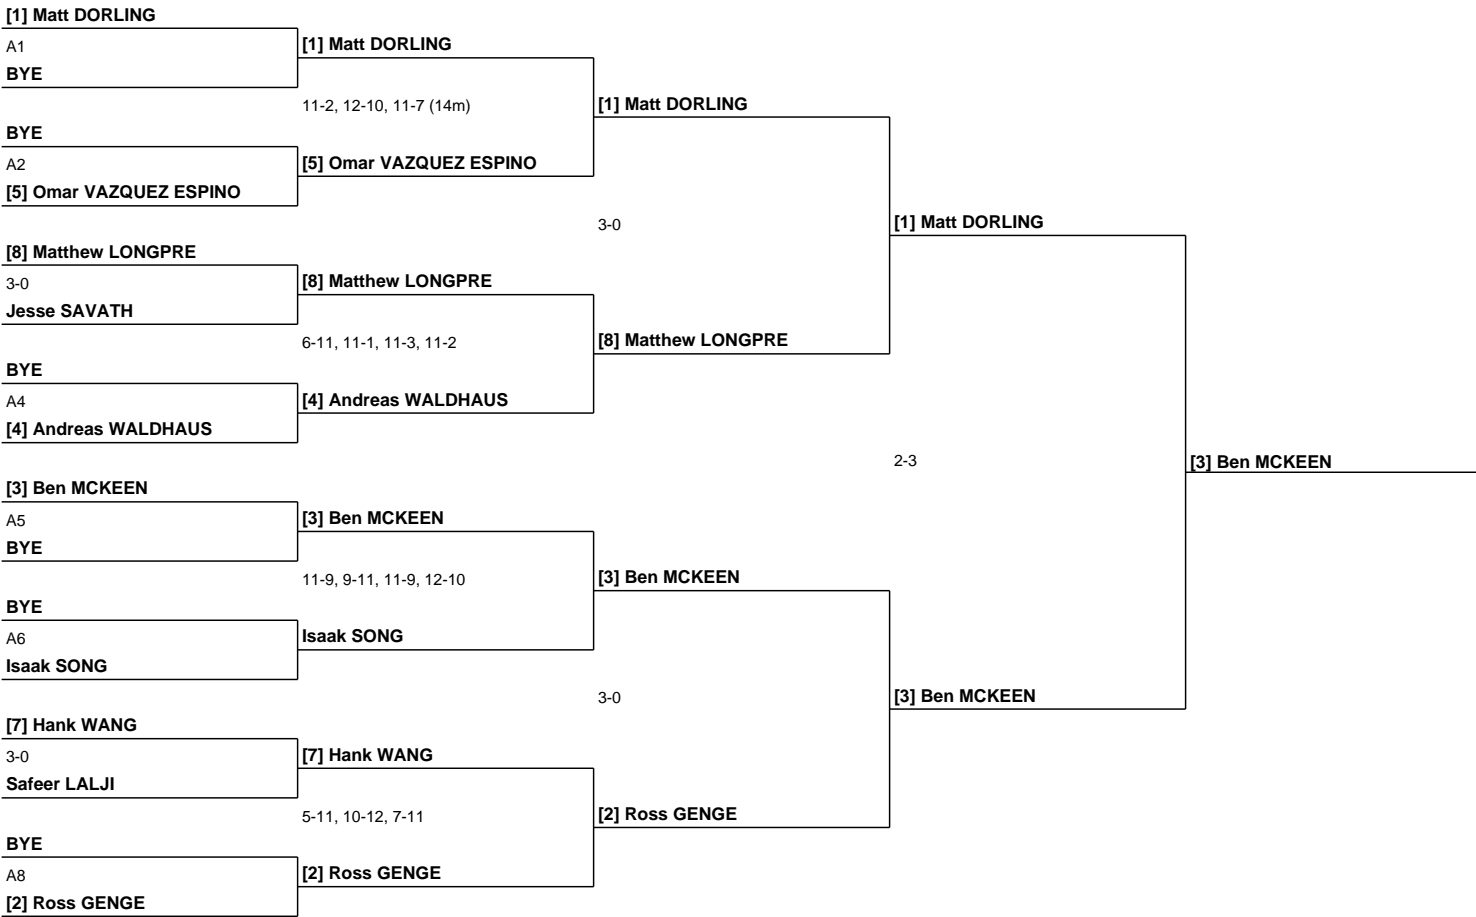 [1] Matt DORLING
A1
BYE
[1] Matt DORLING
11-2, 12-10, 11-7 (14m)
BYE
A2
[5] Omar VAZQUEZ ESPINO
[5] Omar VAZQUEZ ESPINO
[1] Matt DORLING
3-0
[8] Matthew LONGPRE
3-0
Jesse SAVATH
[8] Matthew LONGPRE
6-11, 11-1, 11-3, 11-2
BYE
A4
[4] Andreas WALDHAUS
[4] Andreas WALDHAUS
[8] Matthew LONGPRE
[1] Matt DORLING
2-3
[3] Ben MCKEEN
[3] Ben MCKEEN
A5
BYE
[3] Ben MCKEEN
11-9, 9-11, 11-9, 12-10
BYE
A6
Isaak SONG
Isaak SONG
[3] Ben MCKEEN
3-0
[7] Hank WANG
3-0
Safeer LALJI
[7] Hank WANG
5-11, 10-12, 7-11
BYE
A8
[2] Ross GENGE
[2] Ross GENGE
[2] Ross GENGE
[3] Ben MCKEEN